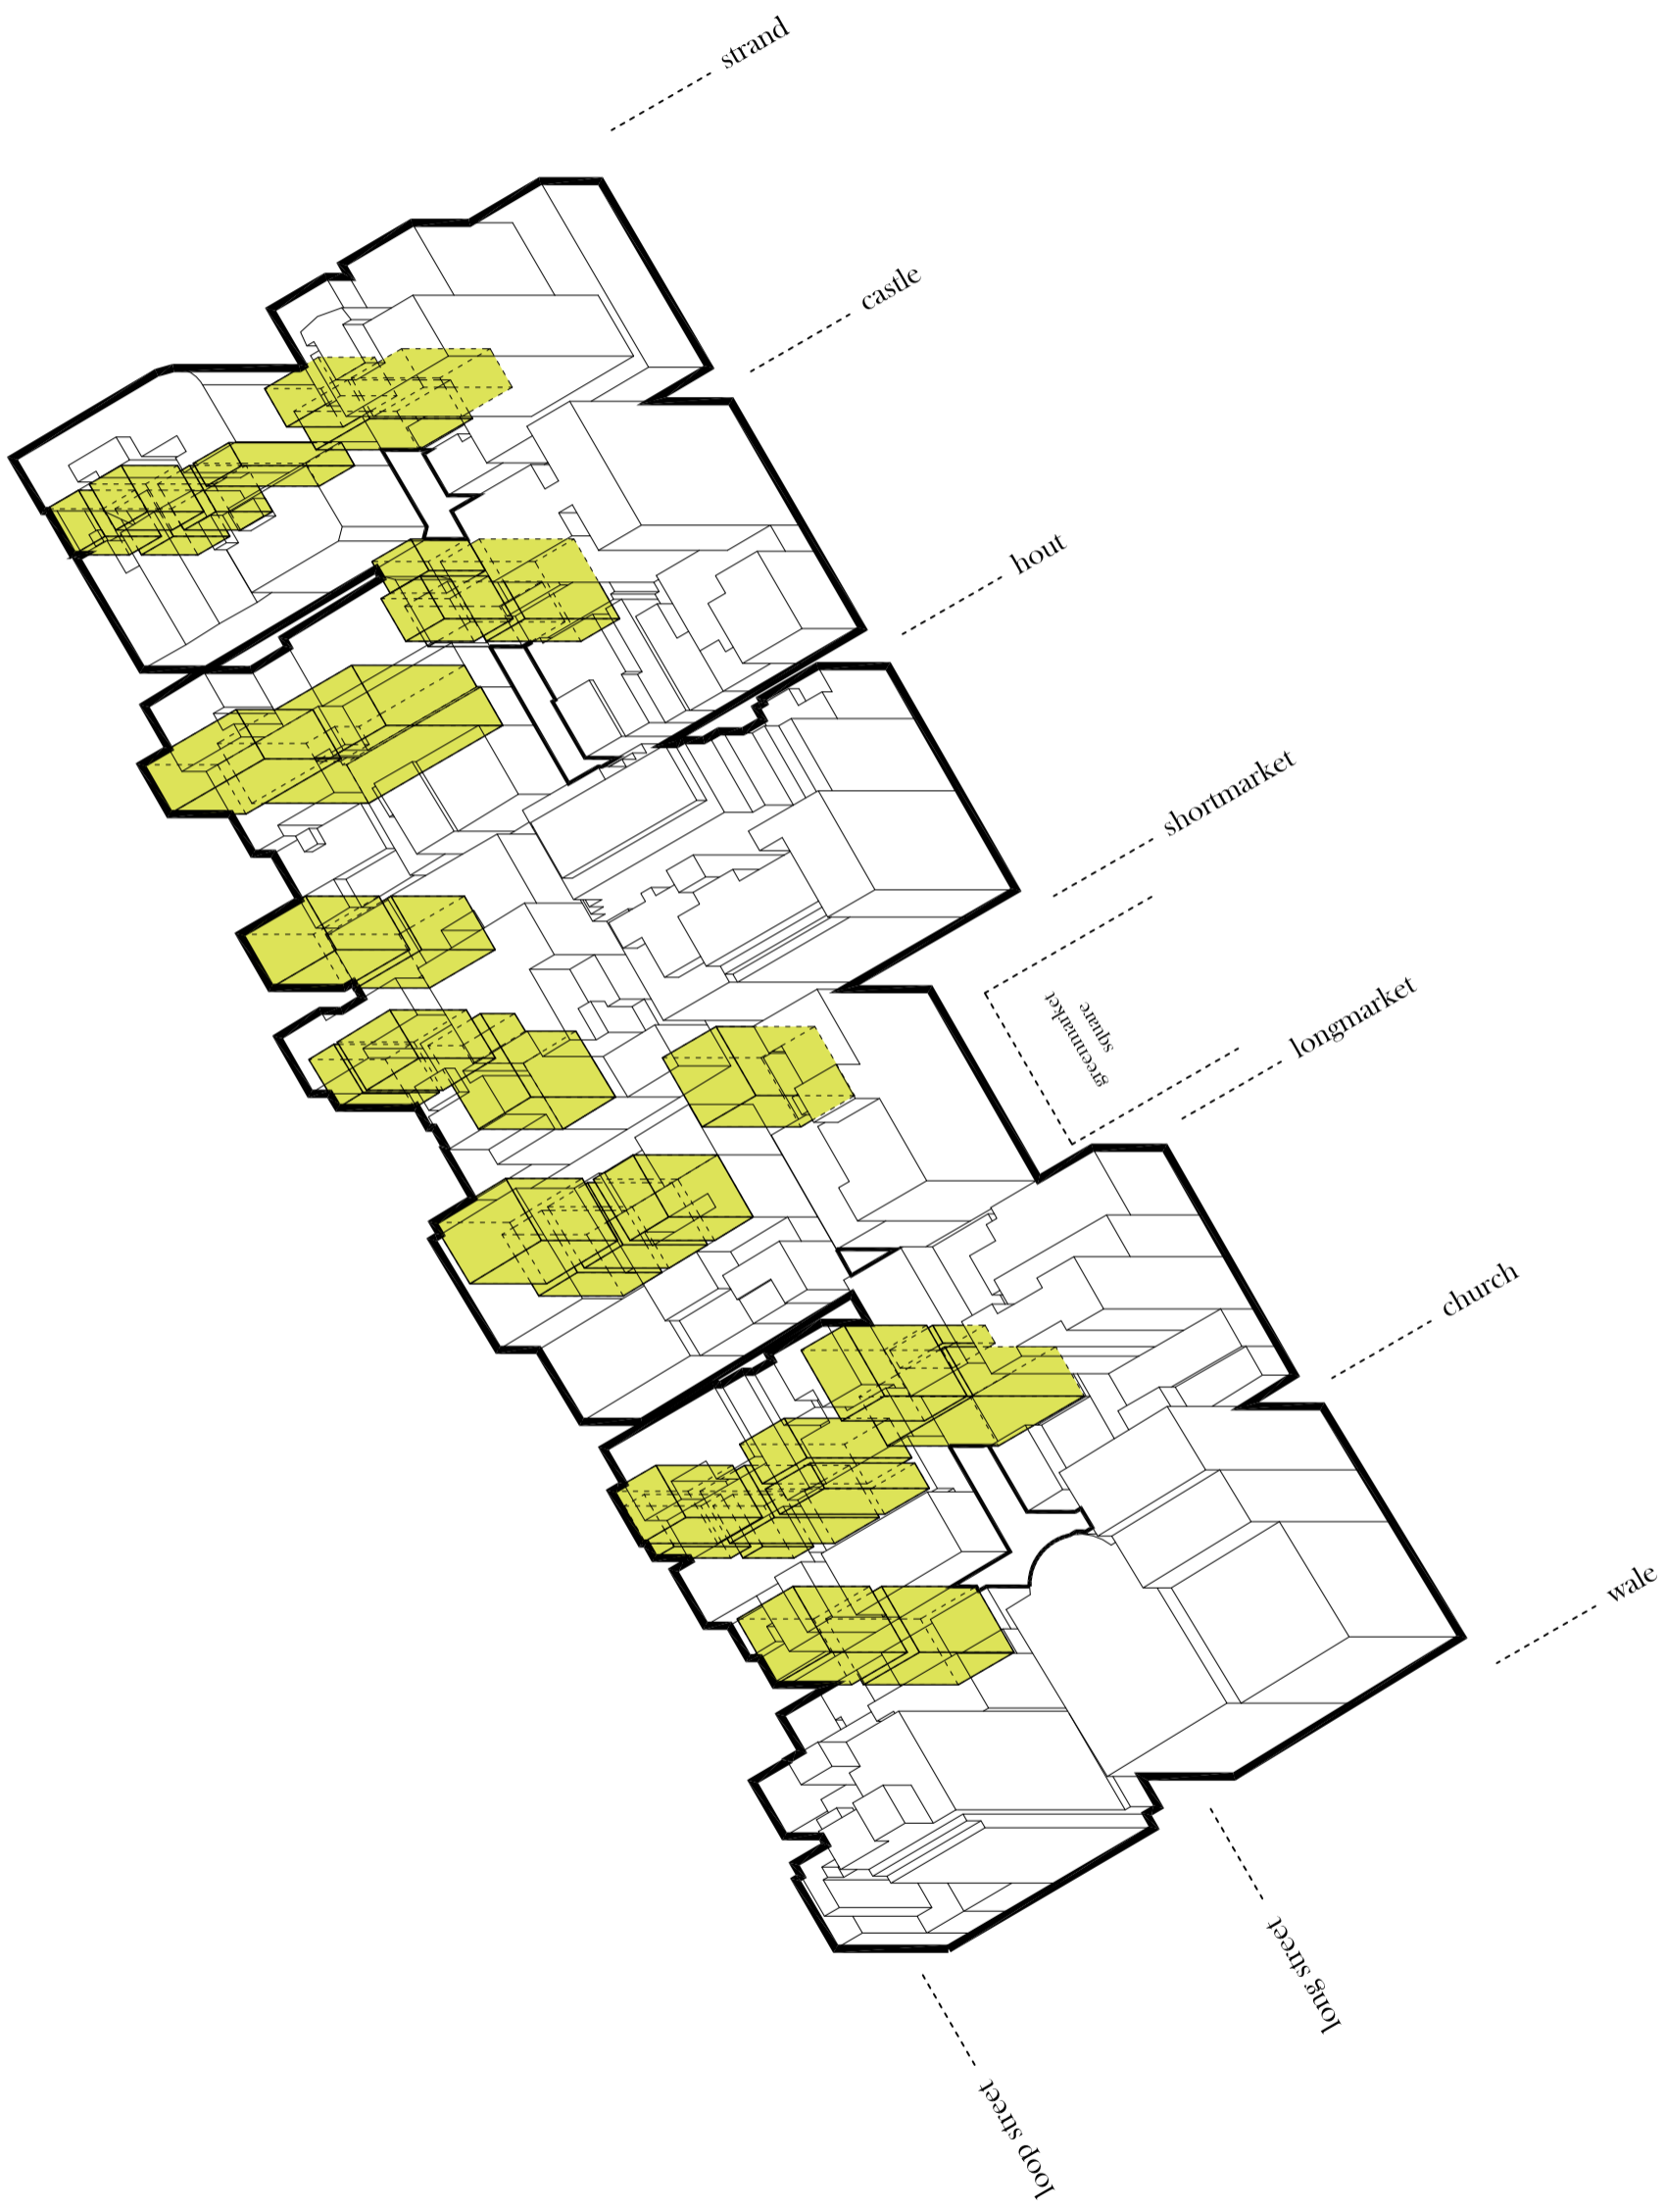 strand
castle
hout
shortmarket
greenmarket
square
longmarket
church
wale
long street
loop street